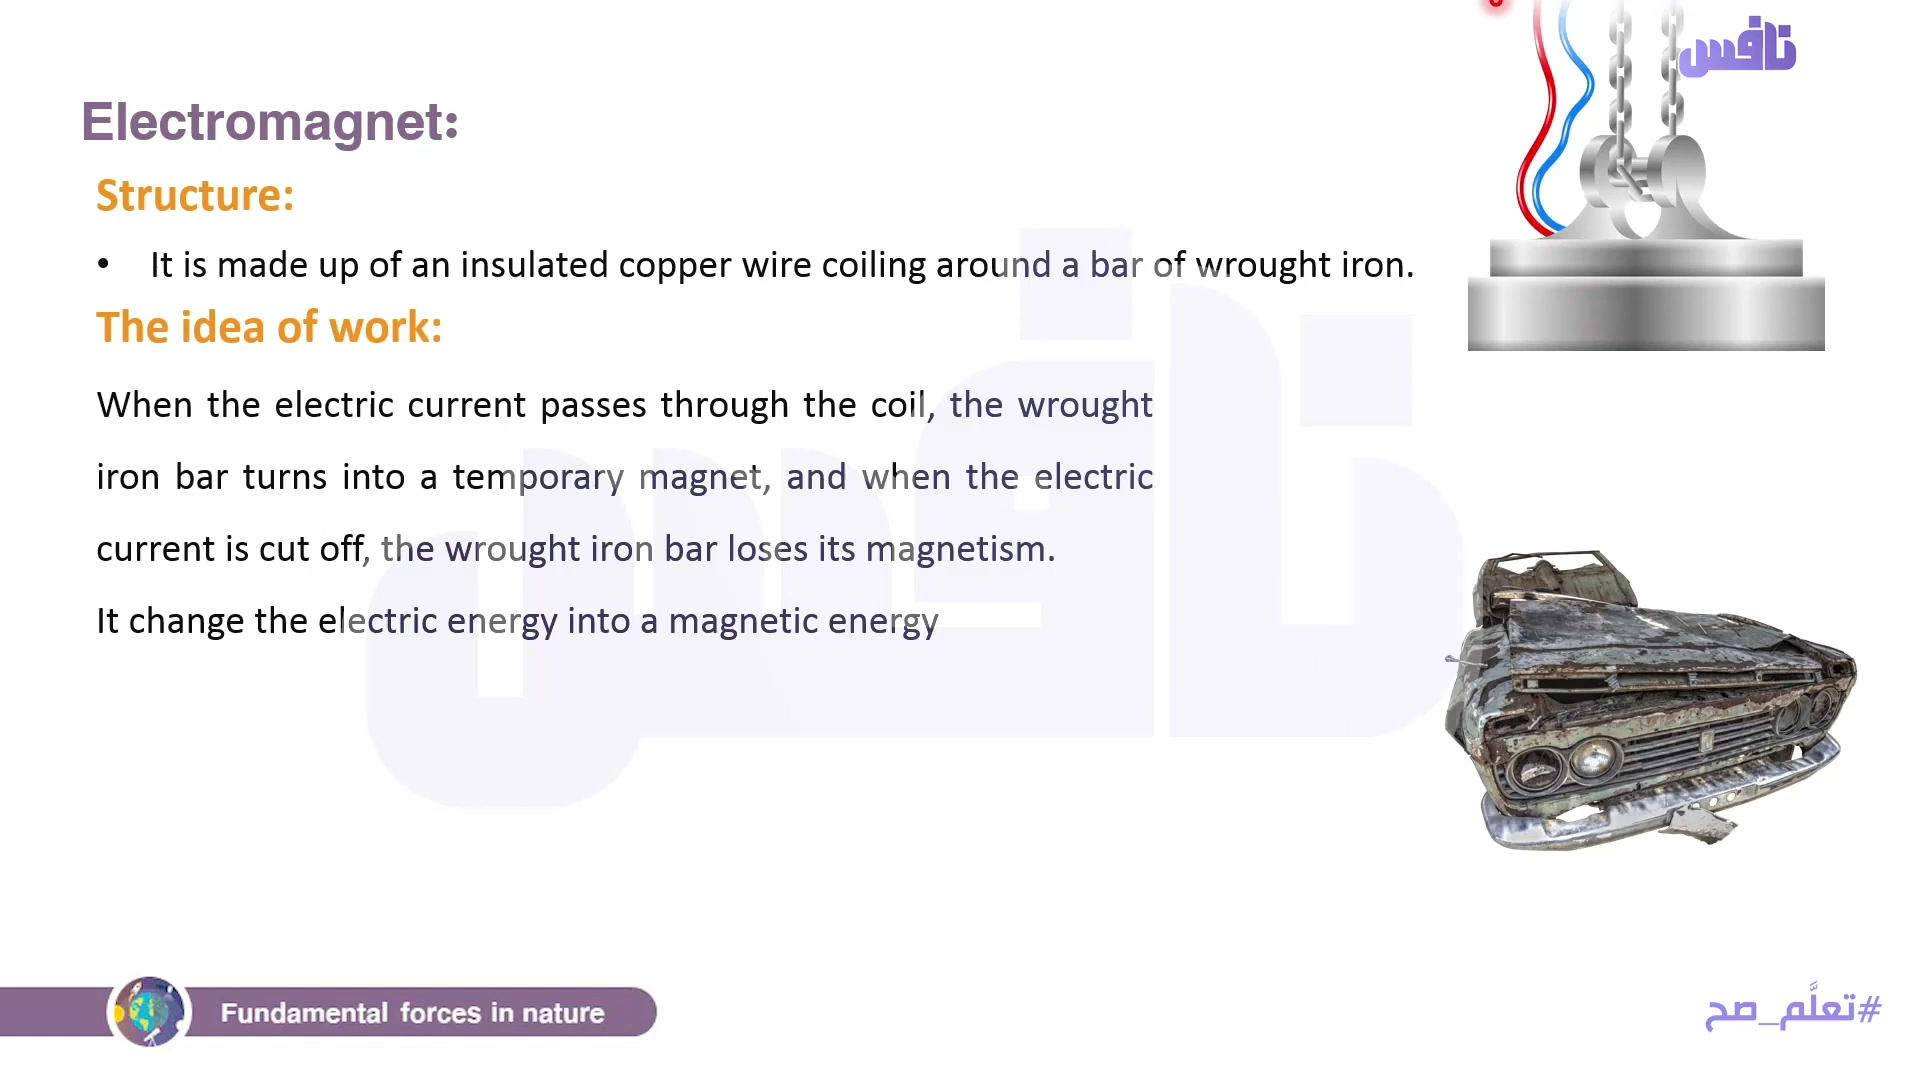 نافس
Electromagnet:
Structure:
• It is made up of an insulated copper wire coiling around a bar of wrought iron.
The idea of work:
When the electric current passes through the coil, the wrought
iron bar turns into a temporary magnet, and when the electric
current is cut off, the wrought iron bar loses its magnetism.
It change the electric energy into a magnetic energy
نافس
Fundamental forces in nature
#تعلَّم_صح